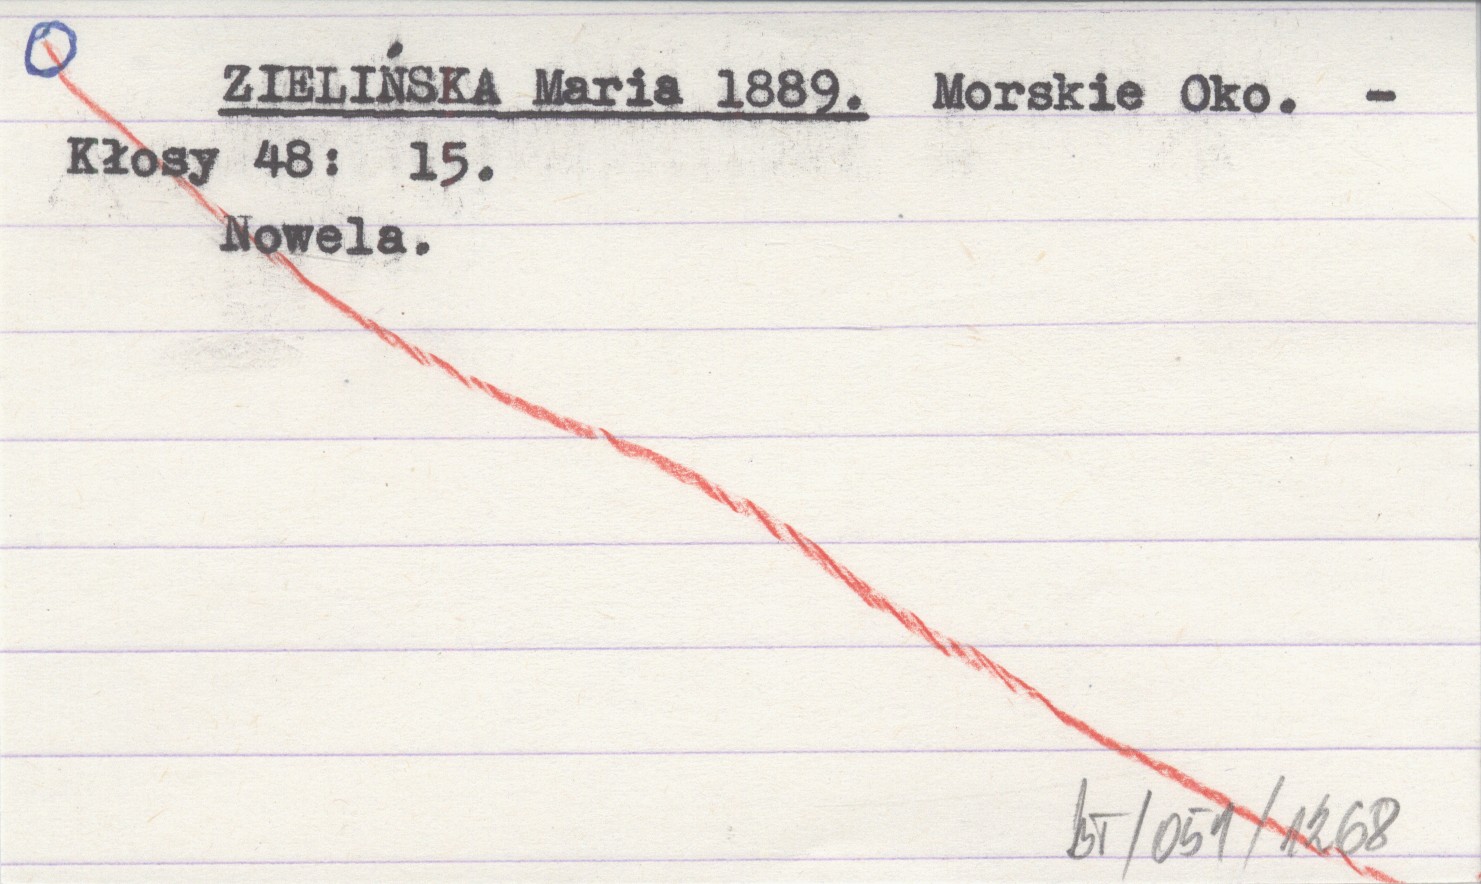 ZIELIŃSKA Maria 1889. Morskie Oko. -
Kłosy 48: 15.
Nowela.
BT/051/1268